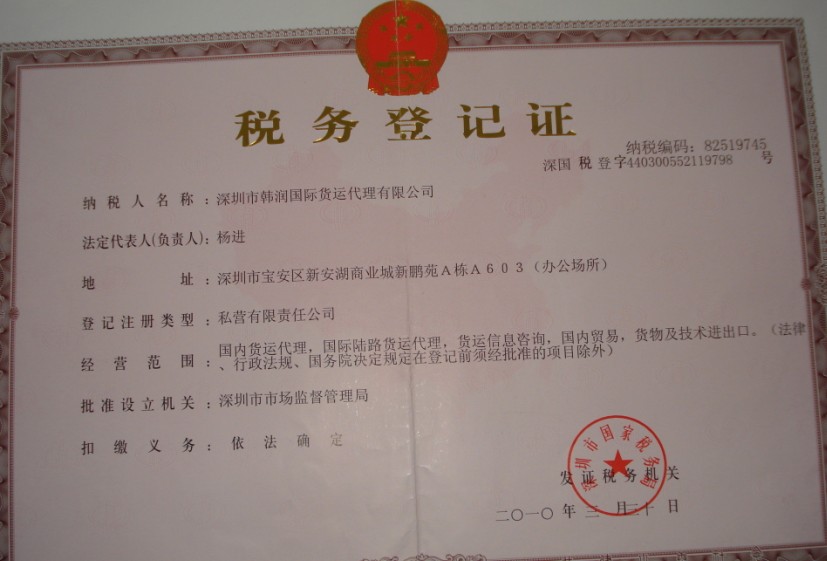 税务登记证
纳税编码：82519745
深国 税 登字440300552119798 号
纳税人名称：深圳市韩润国际货运代理有限公司
法定代表人(负责人)：杨进
地 址：深圳市宝安区新安湖商业城新鹏苑A栋A603（办公场所）
登记注册类型：私营有限责任公司
经营范围：国内货运代理，国际陆路货运代理，货运信息咨询，国内贸易，货物及技术进出口。（法律
、行政法规、国务院决定规定在登记前须经批准的项目除外）
批准设立机关：深圳市市场监督管理局
扣缴义务：依法确定
深圳市国家税务局
发证税务机关
二〇一〇年三月三十日